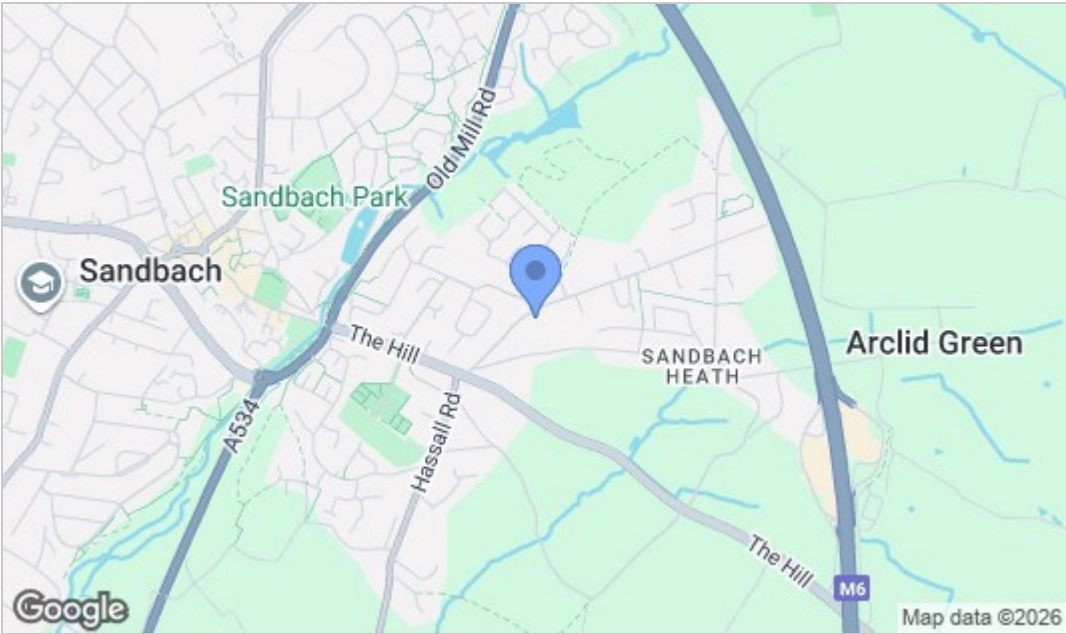 Old Mill Rd
Sandbach Park
Sandbach
The Hill
SANDBACH
HEATH
Arclid Green
A534
Hassall Rd
The Hill
M6
Google
Map data ©2026